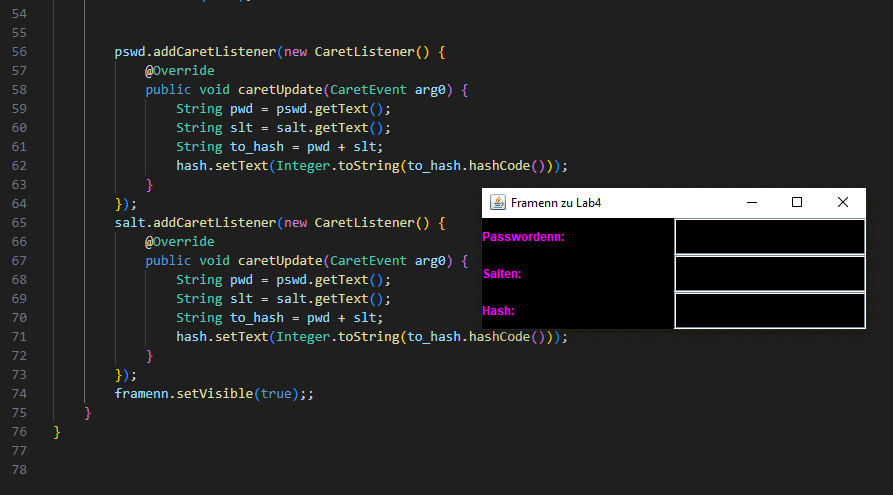 54
55
56 pswd.addCaretListener(new CaretListener() {
57 @Override
58 public void caretUpdate(CaretEvent arg0) {
59 String pwd = pswd.getText();
60 String slt = salt.getText();
61 String to_hash = pwd + slt;
62 hash.setText(Integer.toString(to_hash.hashCode()));
63 }
64 });
65 salt.addCaretListener(new CaretListener() {
66 @Override
67 public void caretUpdate(CaretEvent arg0) {
68 String pwd = pswd.getText();
69 String slt = salt.getText();
70 String to_hash = pwd + slt;
71 hash.setText(Integer.toString(to_hash.hashCode()));
72 }
73 });
74 framenn.setVisible(true);;
75 }
76 }
77
78
Framenn zu Lab4
Passwordenn:
Salten:
Hash: